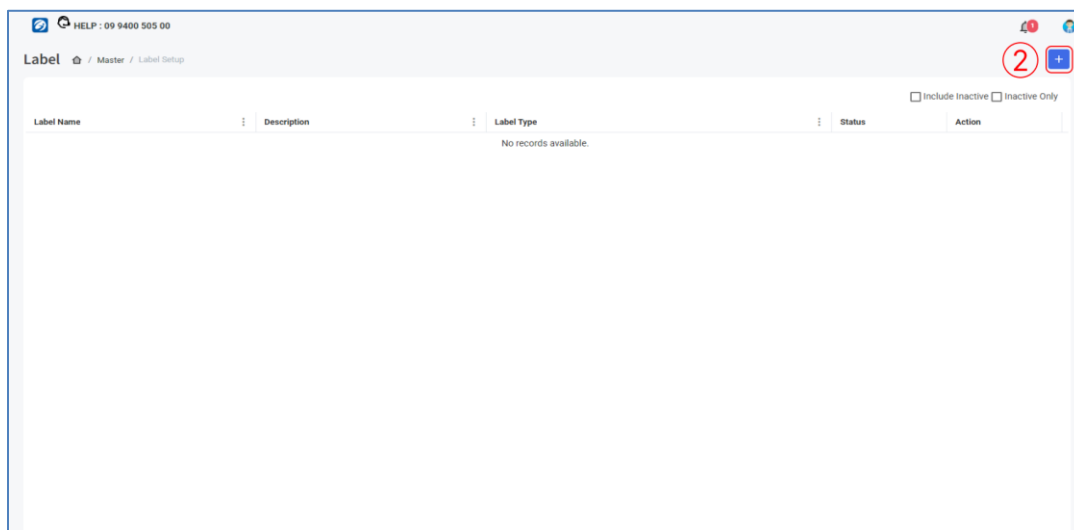 HELP : 09 9400 505 00
1
Label / Master / Label Setup
② +
Include Inactive Inactive Only
Label Name Description Label Type Status Action
No records available.